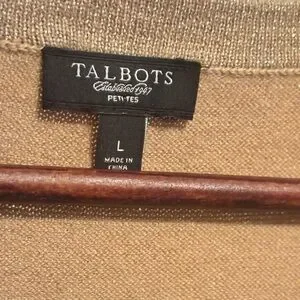 TALBOTS
Established 1947
PETITES
L
MADE IN
CHINA